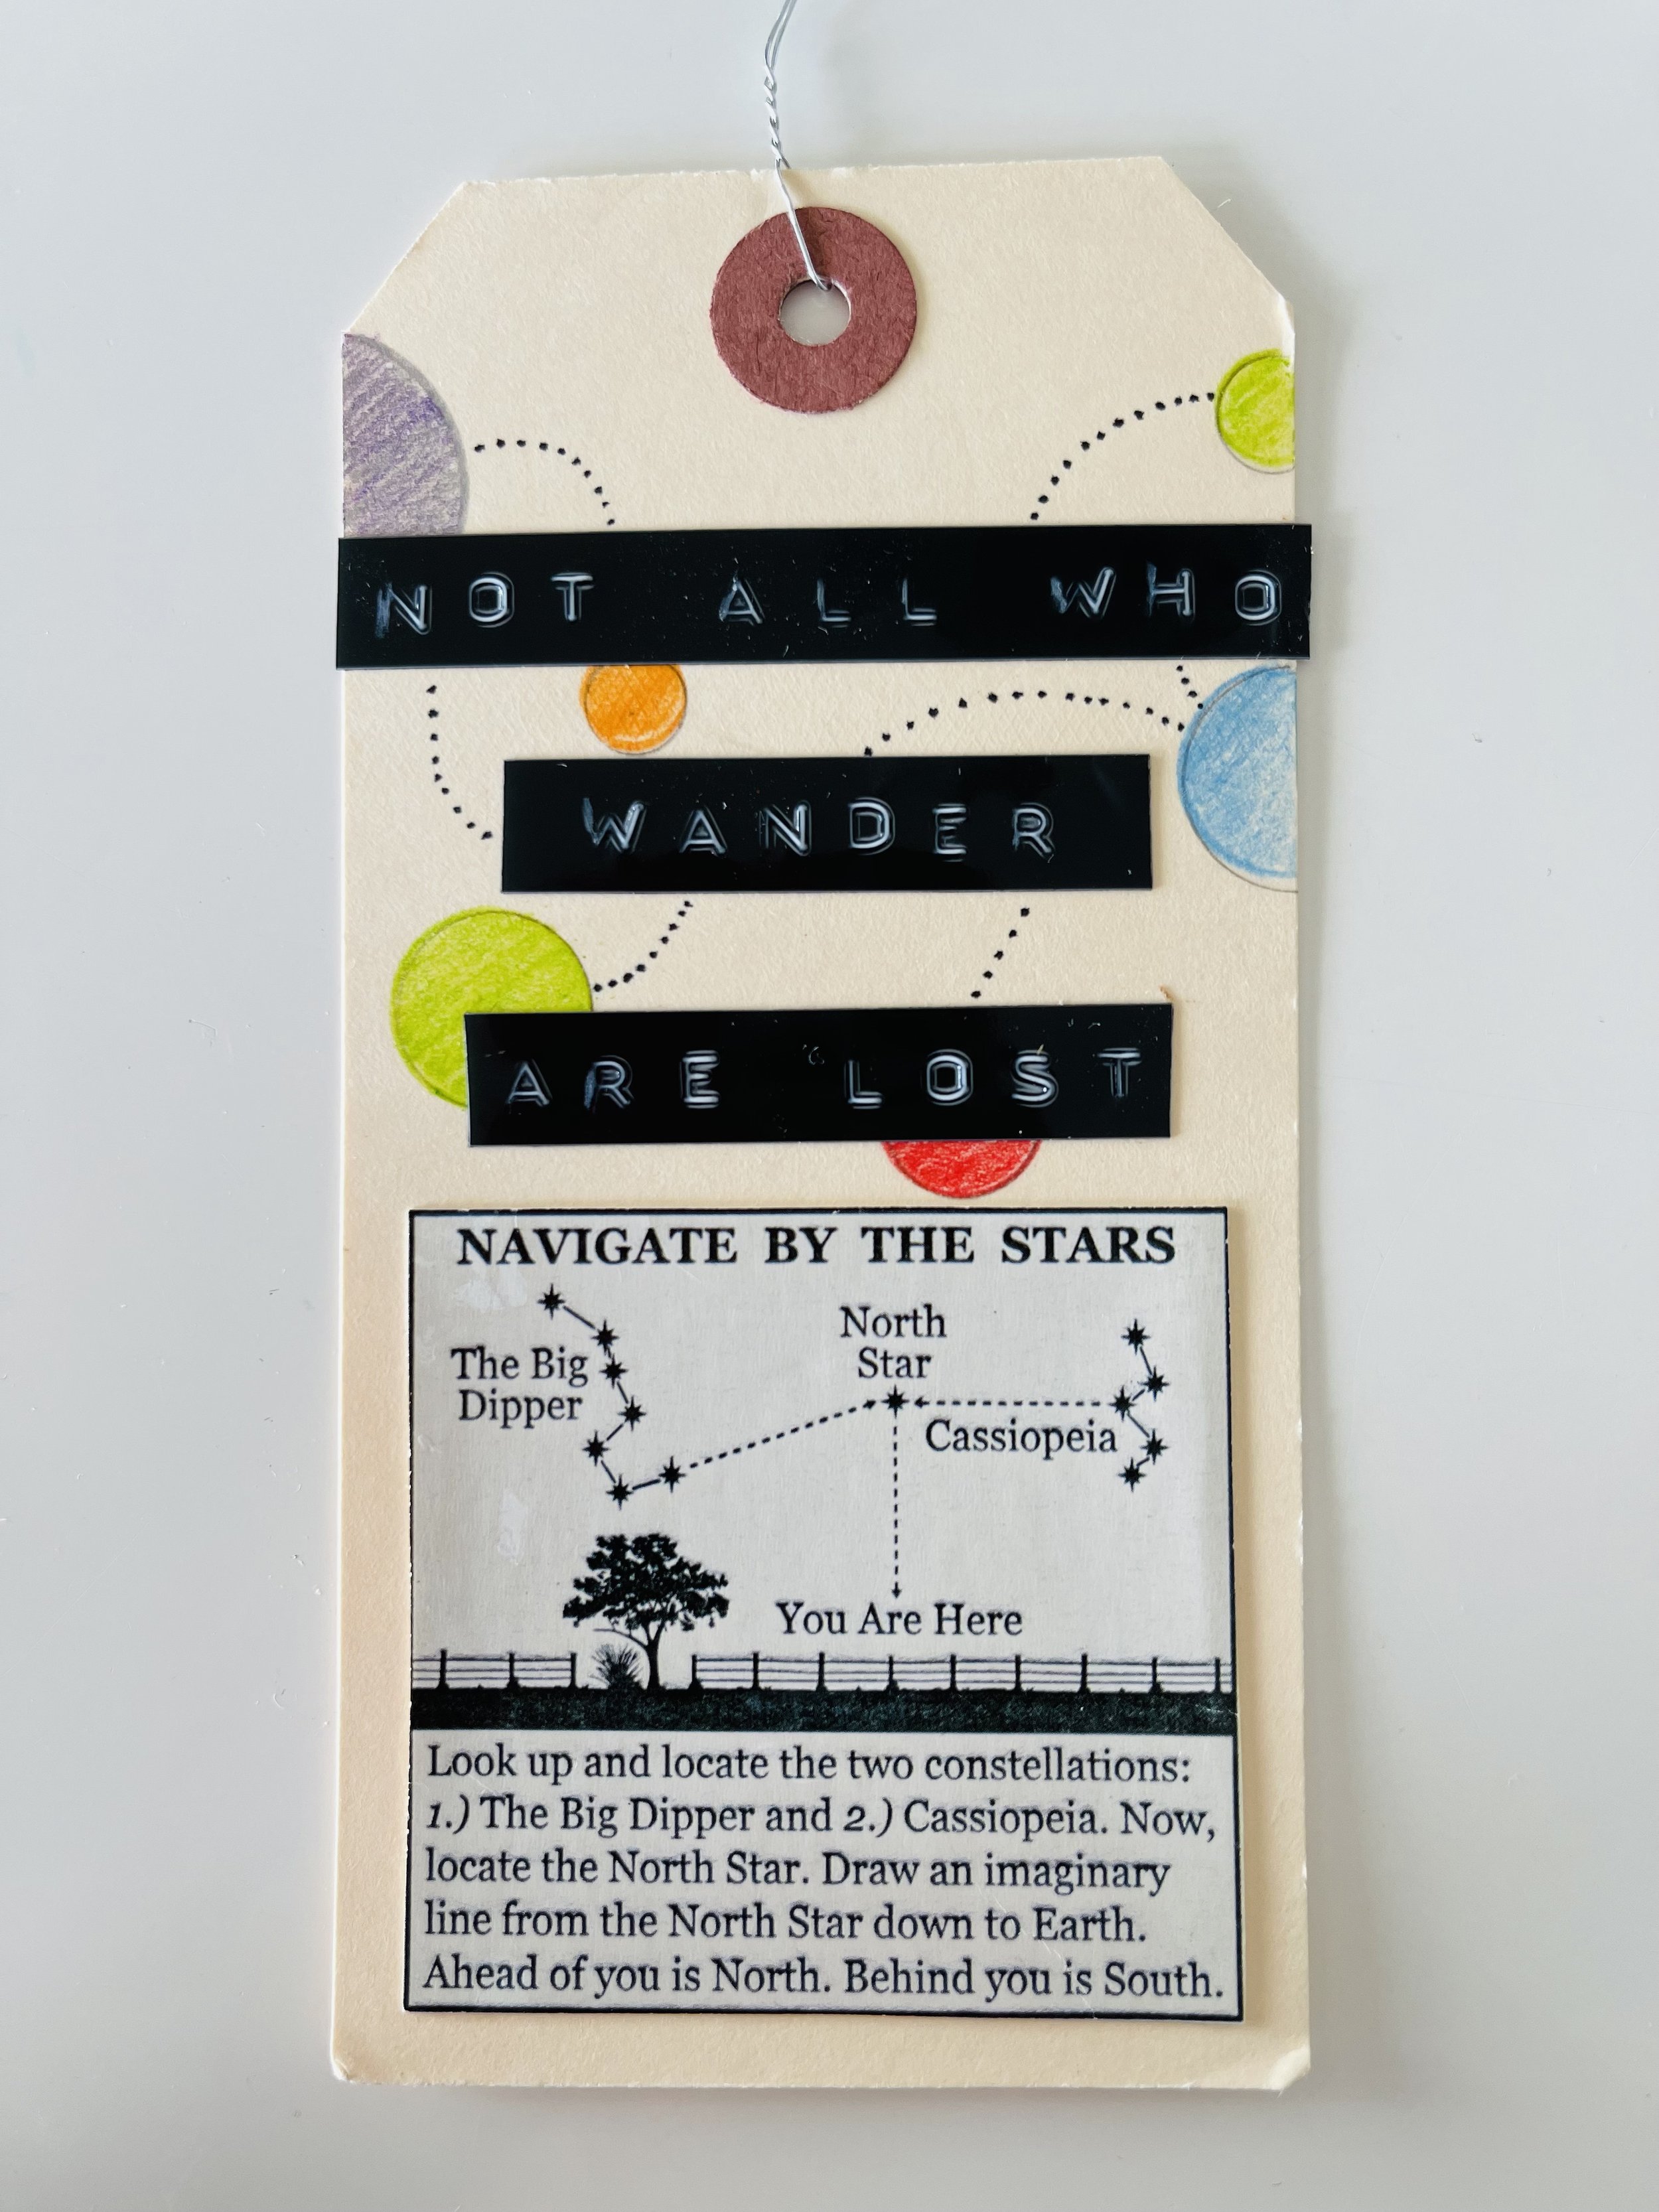 NOT ALL WHO
WANDER
ARE LOST
NAVIGATE BY THE STARS
North
Star
The Big
Dipper
Cassiopeia
You Are Here
Look up and locate the two constellations:
1.) The Big Dipper and 2.) Cassiopeia. Now,
locate the North Star. Draw an imaginary
line from the North Star down to Earth.
Ahead of you is North. Behind you is South.